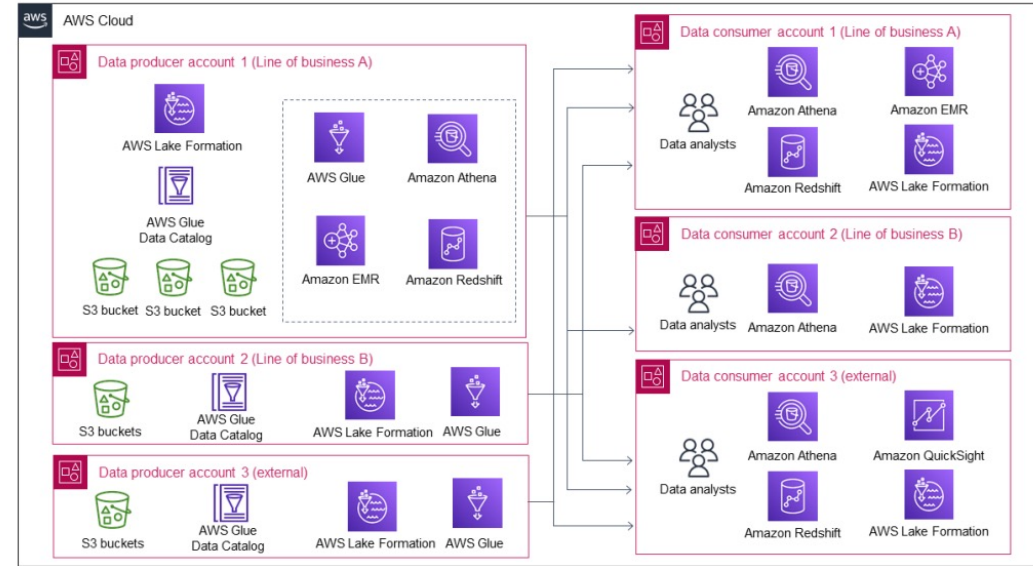 aws
AWS Cloud
Data producer account 1 (Line of business A)
AWS Lake Formation
AWS Glue
Data Catalog
S3 bucket
S3 bucket
S3 bucket
AWS Glue
Amazon Athena
Amazon EMR
Amazon Redshift
Data producer account 2 (Line of business B)
S3 buckets
AWS Glue
Data Catalog
AWS Lake Formation
AWS Glue
Data producer account 3 (external)
S3 buckets
AWS Glue
Data Catalog
AWS Lake Formation
AWS Glue
Data consumer account 1 (Line of business A)
Data analysts
Amazon Athena
Amazon EMR
Amazon Redshift
AWS Lake Formation
Data consumer account 2 (Line of business B)
Data analysts
Amazon Athena
AWS Lake Formation
Data consumer account 3 (external)
Data analysts
Amazon Athena
Amazon QuickSight
Amazon Redshift
AWS Lake Formation